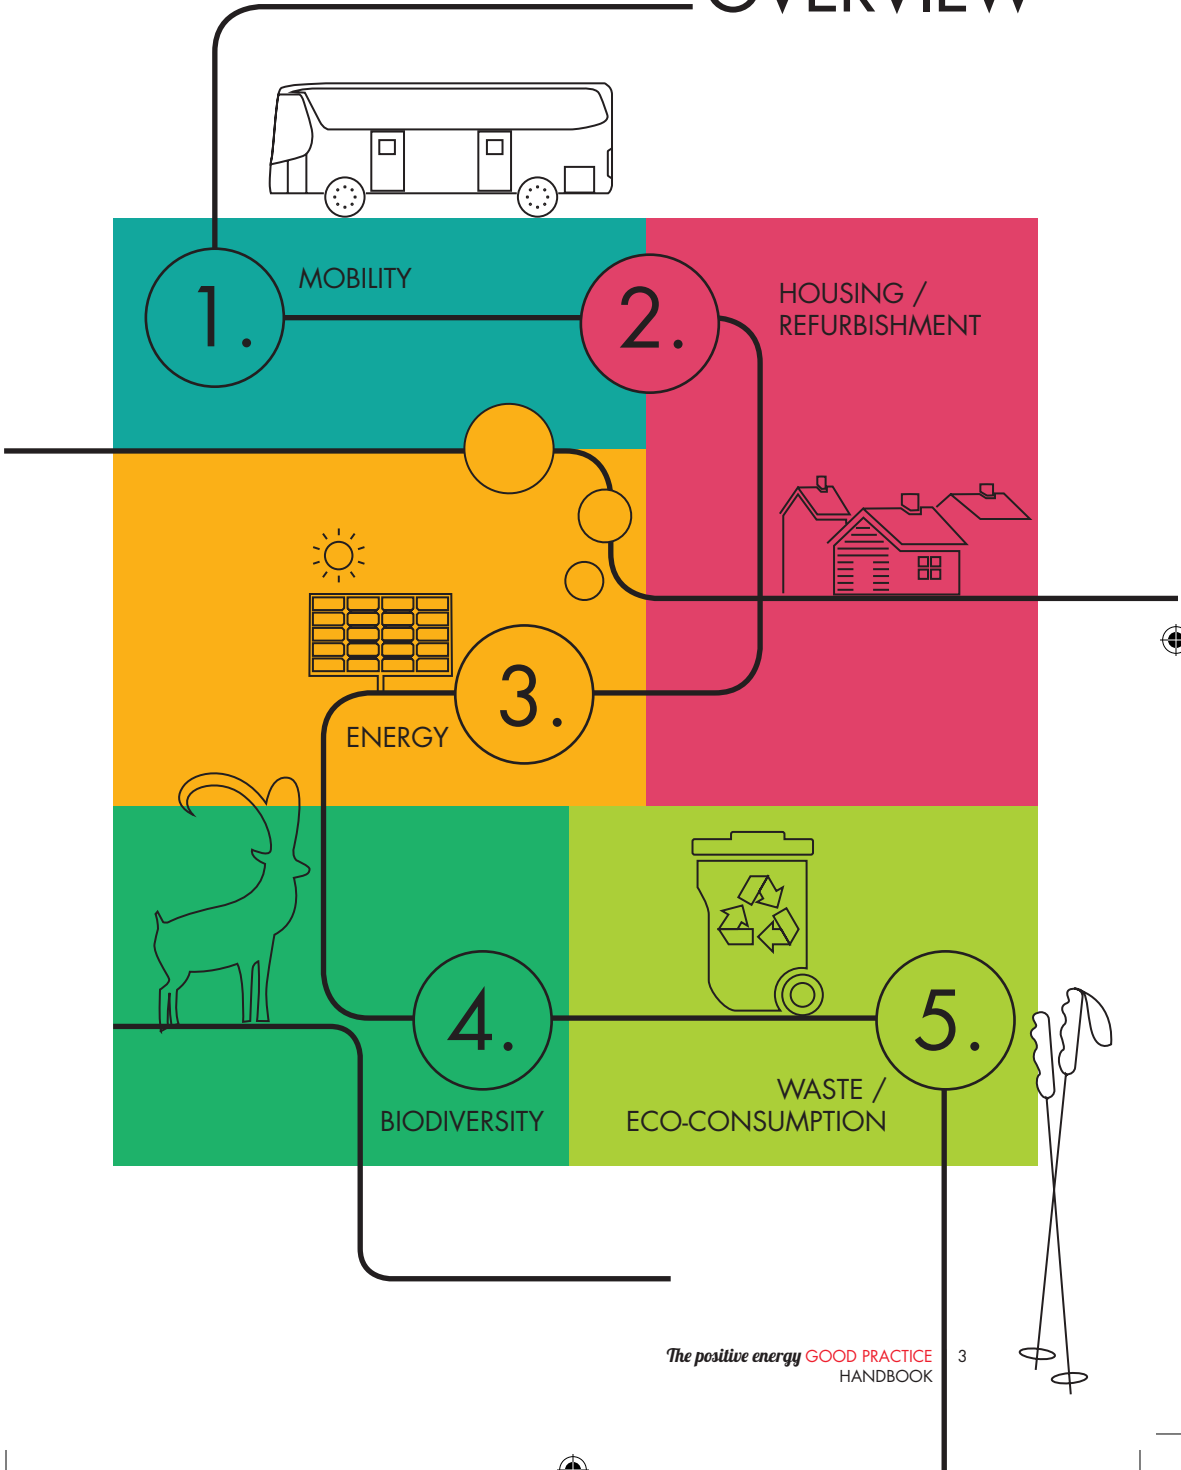 OVERVIEW
1.
MOBILITY
2.
HOUSING /
REFURBISHMENT
3.
ENERGY
4.
BIODIVERSITY
5.
WASTE /
ECO-CONSUMPTION
The positive energy GOOD PRACTICE
HANDBOOK
3